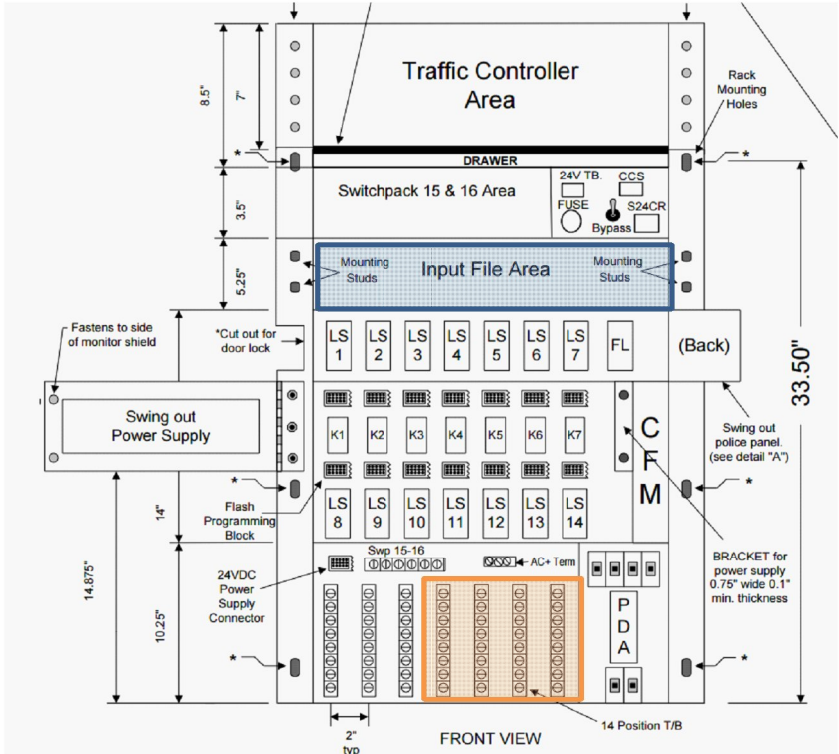 Traffic Controller
Area
8.5"
7"
Rack
Mounting
Holes
*
*
DRAWER
Switchpack 15 & 16 Area
24V TB.
CCS
FUSE
S24CR
Bypass
3.5"
5.25"
Mounting
Studs
Input File Area
Mounting
Studs
Fastens to side
of monitor shield
*Cut out for
door lock
LS
1
LS
2
LS
3
LS
4
LS
5
LS
6
LS
7
FL
(Back)
33.50"
Swing out
Power Supply
K1
K2
K3
K4
K5
K6
K7
C
F
M
Swing out
police panel.
(see detail "A")
*
*
14"
Flash
Programming
Block
LS
8
LS
9
LS
10
LS
11
LS
12
LS
13
LS
14
14.875"
10.25"
24VDC
Power
Supply
Connector
Swp 15-16
AC+ Term
BRACKET for
power supply
0.75" wide 0.1"
min. thickness
P
D
A
*
*
2"
typ
FRONT VIEW
14 Position T/B